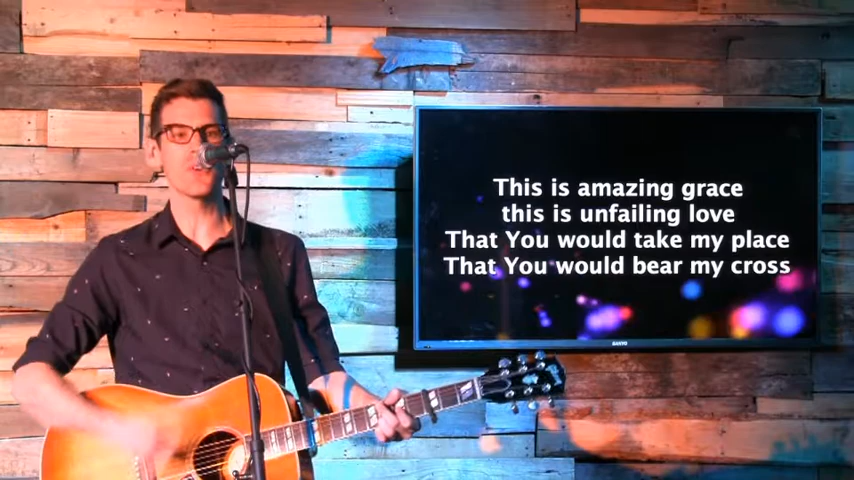 This is amazing grace
this is unfailing love
That You would take my place
That You would bear my cross
SANYO